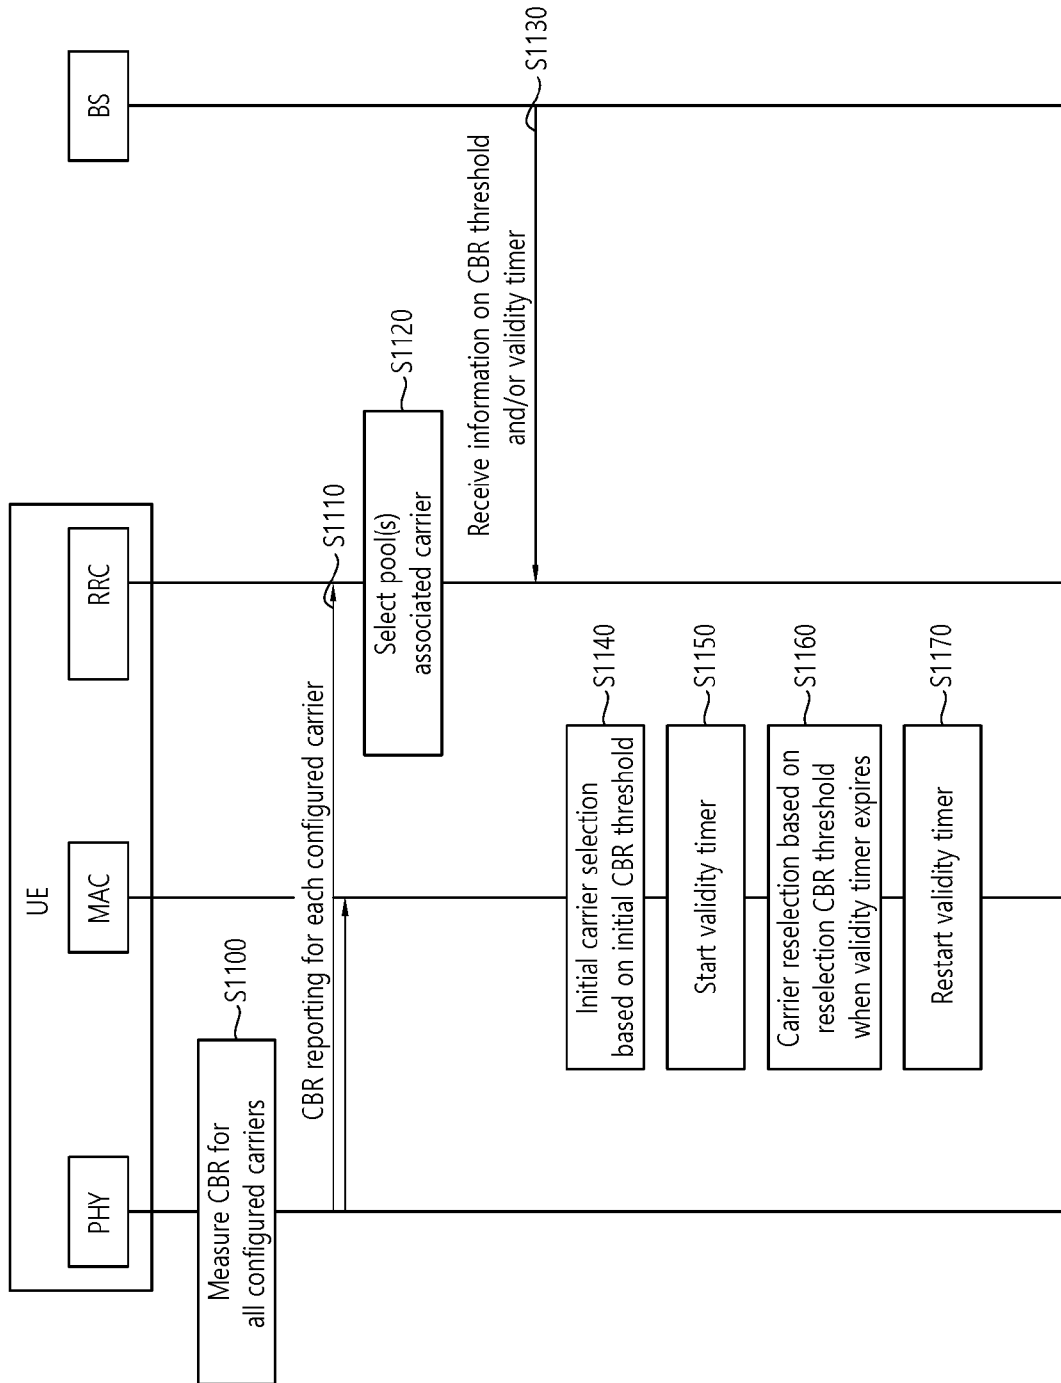 UE
PHY
MAC
RRC
BS
Measure CBR for
all configured carriers
S1100
CBR reporting for each configured carrier
S1110
Select pool(s)
associated carrier
S1120
Receive information on CBR threshold
and/or validity timer
S1130
Initial carrier selection
based on initial CBR threshold
S1140
Start validity timer
S1150
Carrier reselection based on
reselection CBR threshold
when validity timer expires
S1160
Restart validity timer
S1170